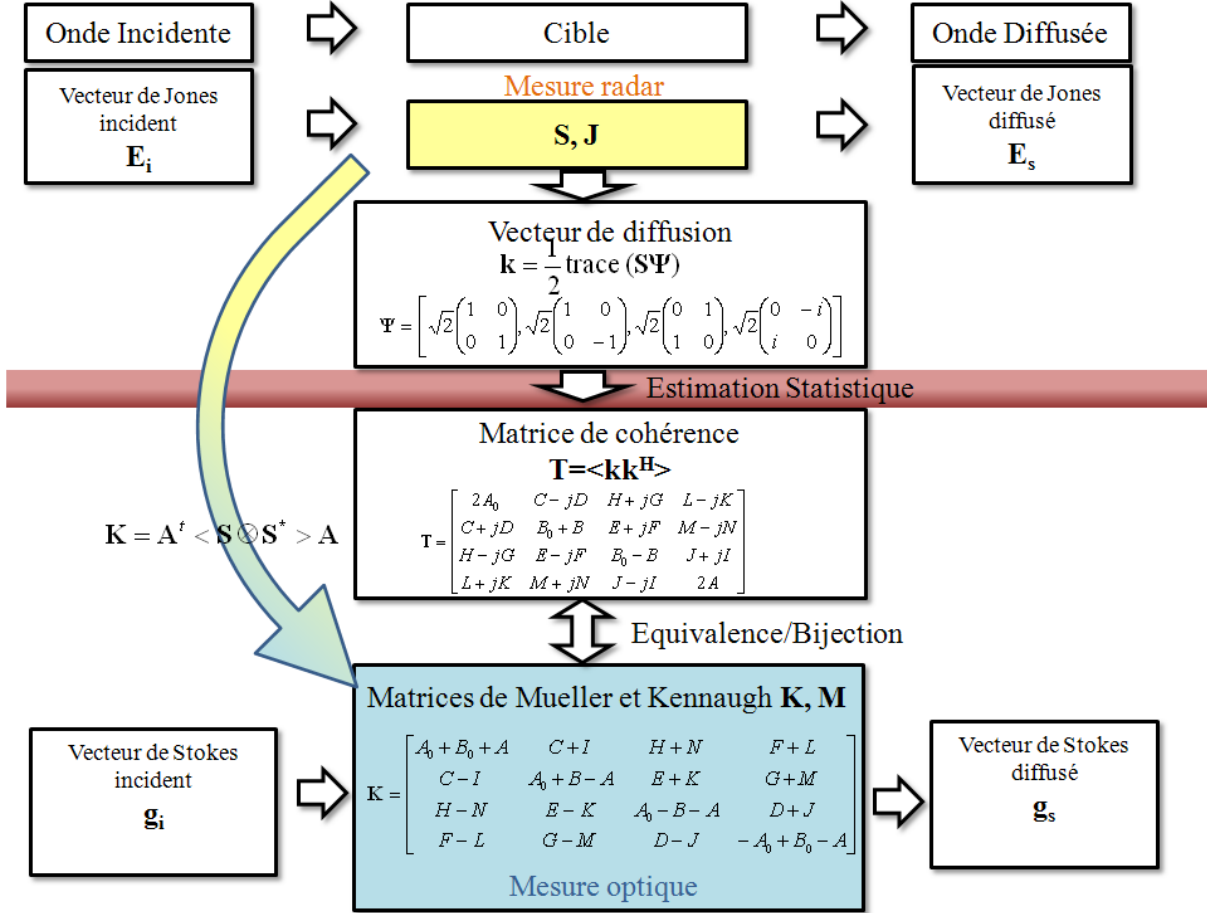 Onde Incidente
Cible
Onde Diffusée
Vecteur de Jones
incident
E_i
Mesure radar
S, J
Vecteur de Jones
diffusé
E_s
Vecteur de diffusion
k = 1/2 trace (SΨ)
Ψ = [√2(1 0; 0 1), √2(1 0; 0 -1), √2(0 1; 1 0), √2(0 -i; i 0)]
Estimation Statistique
Matrice de cohérence
T=<kk^H>
T =
2A_0 C-jD H+jG L-jK
C+jD B_0+B E+jF M-jN
H-jG E-jF B_0-B J+jI
L+jK M+jN J-jI 2A
K = A^t < S ⊗ S^* > A
Equivalence/Bijection
Matrices de Mueller et Kennaugh K, M
K =
A_0+B_0+A C+I H+N F+L
C-I A_0+B-A E+K G+M
H-N E-K A_0-B-A D+J
F-L G-M D-J -A_0+B_0-A
Mesure optique
Vecteur de Stokes
incident
g_i
Vecteur de Stokes
diffusé
g_s